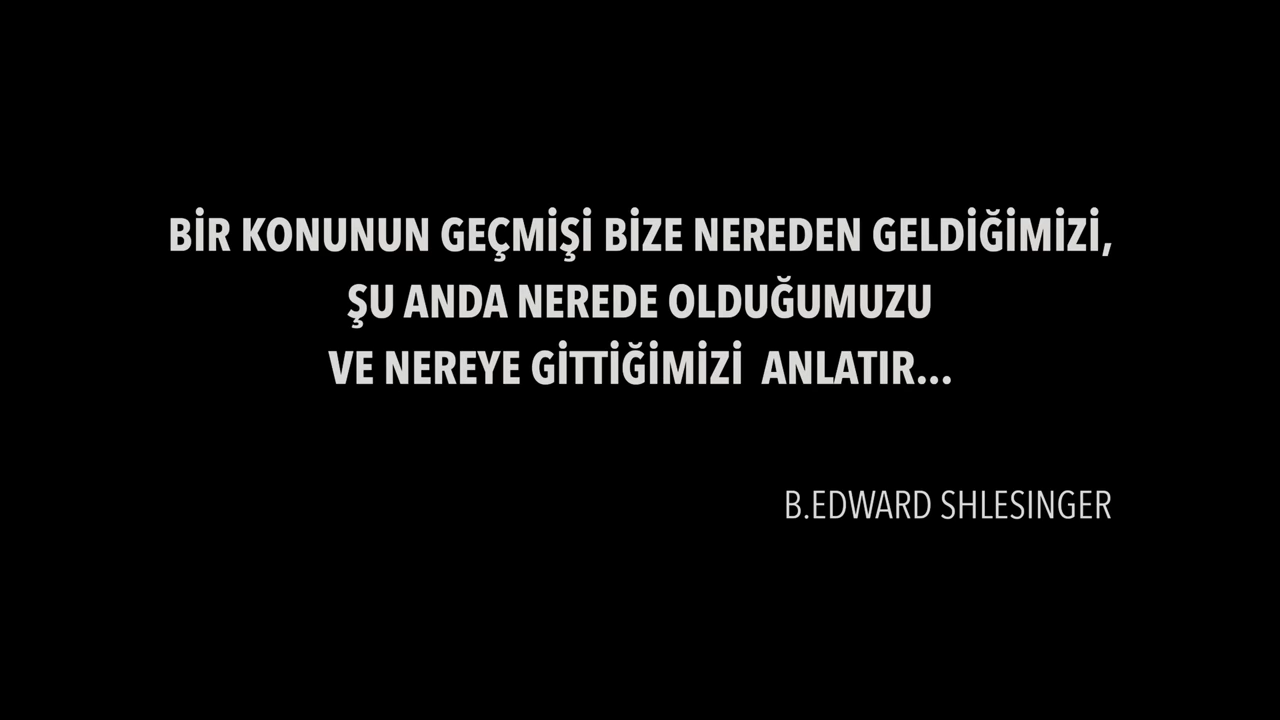 BİR KONUNUN GEÇMİŞİ BİZE NEREDEN GELDİĞİMİZİ,
ŞU ANDA NEREDE OLDUĞUMUZU
VE NEREYE GİTTİĞİMİZİ  ANLATIR...
B.EDWARD SHLESINGER